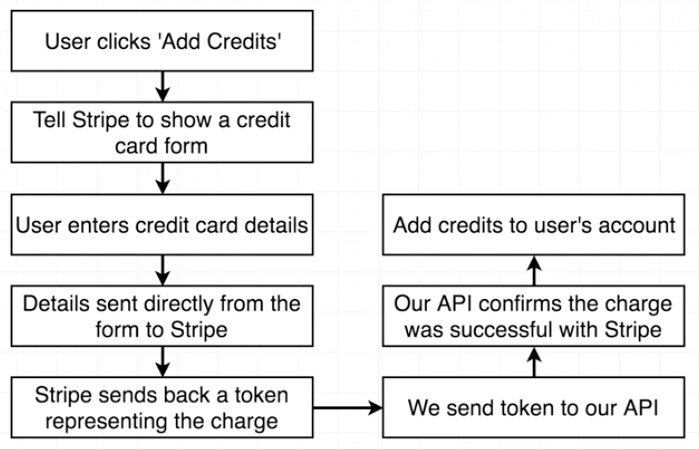 User clicks 'Add Credits'
Tell Stripe to show a credit
card form
User enters credit card details
Details sent directly from the
form to Stripe
Stripe sends back a token
representing the charge
We send token to our API
Our API confirms the charge
was successful with Stripe
Add credits to user's account